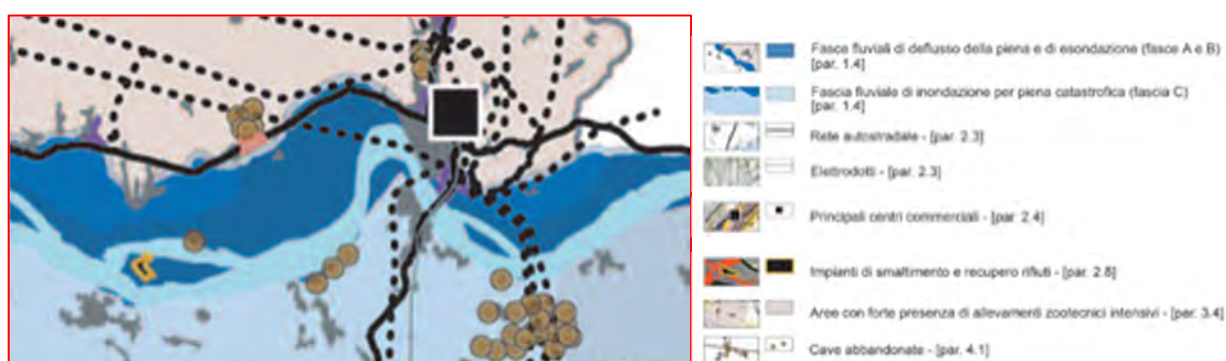 Fasce fluviali di deflusso della piena e di esondazione (fasce A e B)
[par. 1.4]
Fascia fluviale di inondazione per piena catastrofica (fascia C)
[par. 1.4]
Rete autostradale - [par. 2.3]
Elettrodotti - [par. 2.3]
Principali centri commerciali - [par. 2.4]
Impianti di smaltimento e recupero rifiuti - [par. 2.8]
Aree con forte presenza di allevamenti zootecnici intensivi - [par. 3.4]
Cave abbandonate - [par. 4.1]